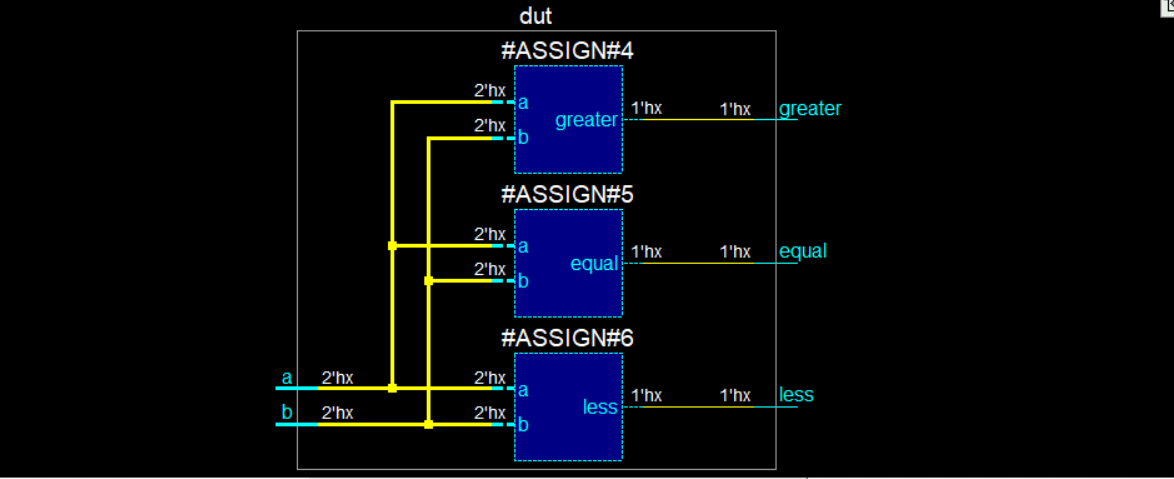 dut
#ASSIGN#4
2'hx a
2'hx b
greater 1'hx 1'hx greater
#ASSIGN#5
2'hx a
2'hx b
equal 1'hx 1'hx equal
#ASSIGN#6
a 2'hx 2'hx a
b 2'hx 2'hx b
less 1'hx 1'hx less